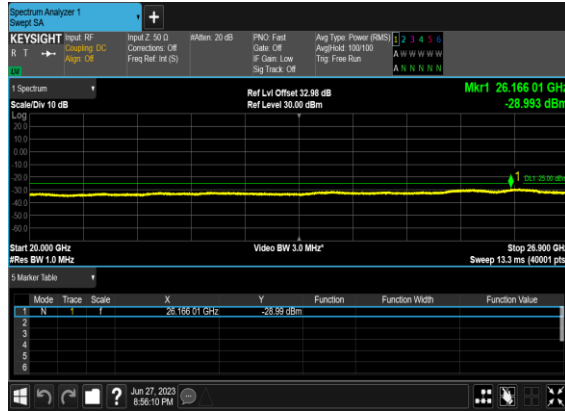 Spectrum Analyzer 1
Swept SA
+
KEYSIGHT Input: RF Input Z: 50 Ω #Atten: 20 dB PNO: Fast Avg Type: Power (RMS) 1 2 3 4 5 6
R T Coupling: DC Corrections: Off Gate: Off Avg|Hold: 100/100 A W W W W W
Align: Off Freq Ref: Int (S) IF Gain: Low Trig: Free Run
Sig Track: Off A N N N N N
LXI
1 Spectrum Ref Lvl Offset 32.98 dB Mkr1 26.166 01 GHz
Scale/Div 10 dB Ref Level 30.00 dBm -28.993 dBm
Log
20.0
10.0
0.00
-10.0
-20.0
-30.0
-40.0
-50.0
-60.0
1
DL1 -25.00 dBm
Start 20.000 GHz Video BW 3.0 MHz* Stop 26.900 GHz
#Res BW 1.0 MHz Sweep 13.3 ms (40001 pts
5 Marker Table
Mode Trace Scale X Y Function Function Width Function Value
1 N 1 f 26.166 01 GHz -28.99 dBm
2
3
4
5
6
? Jun 27, 2023
8:56:10 PM